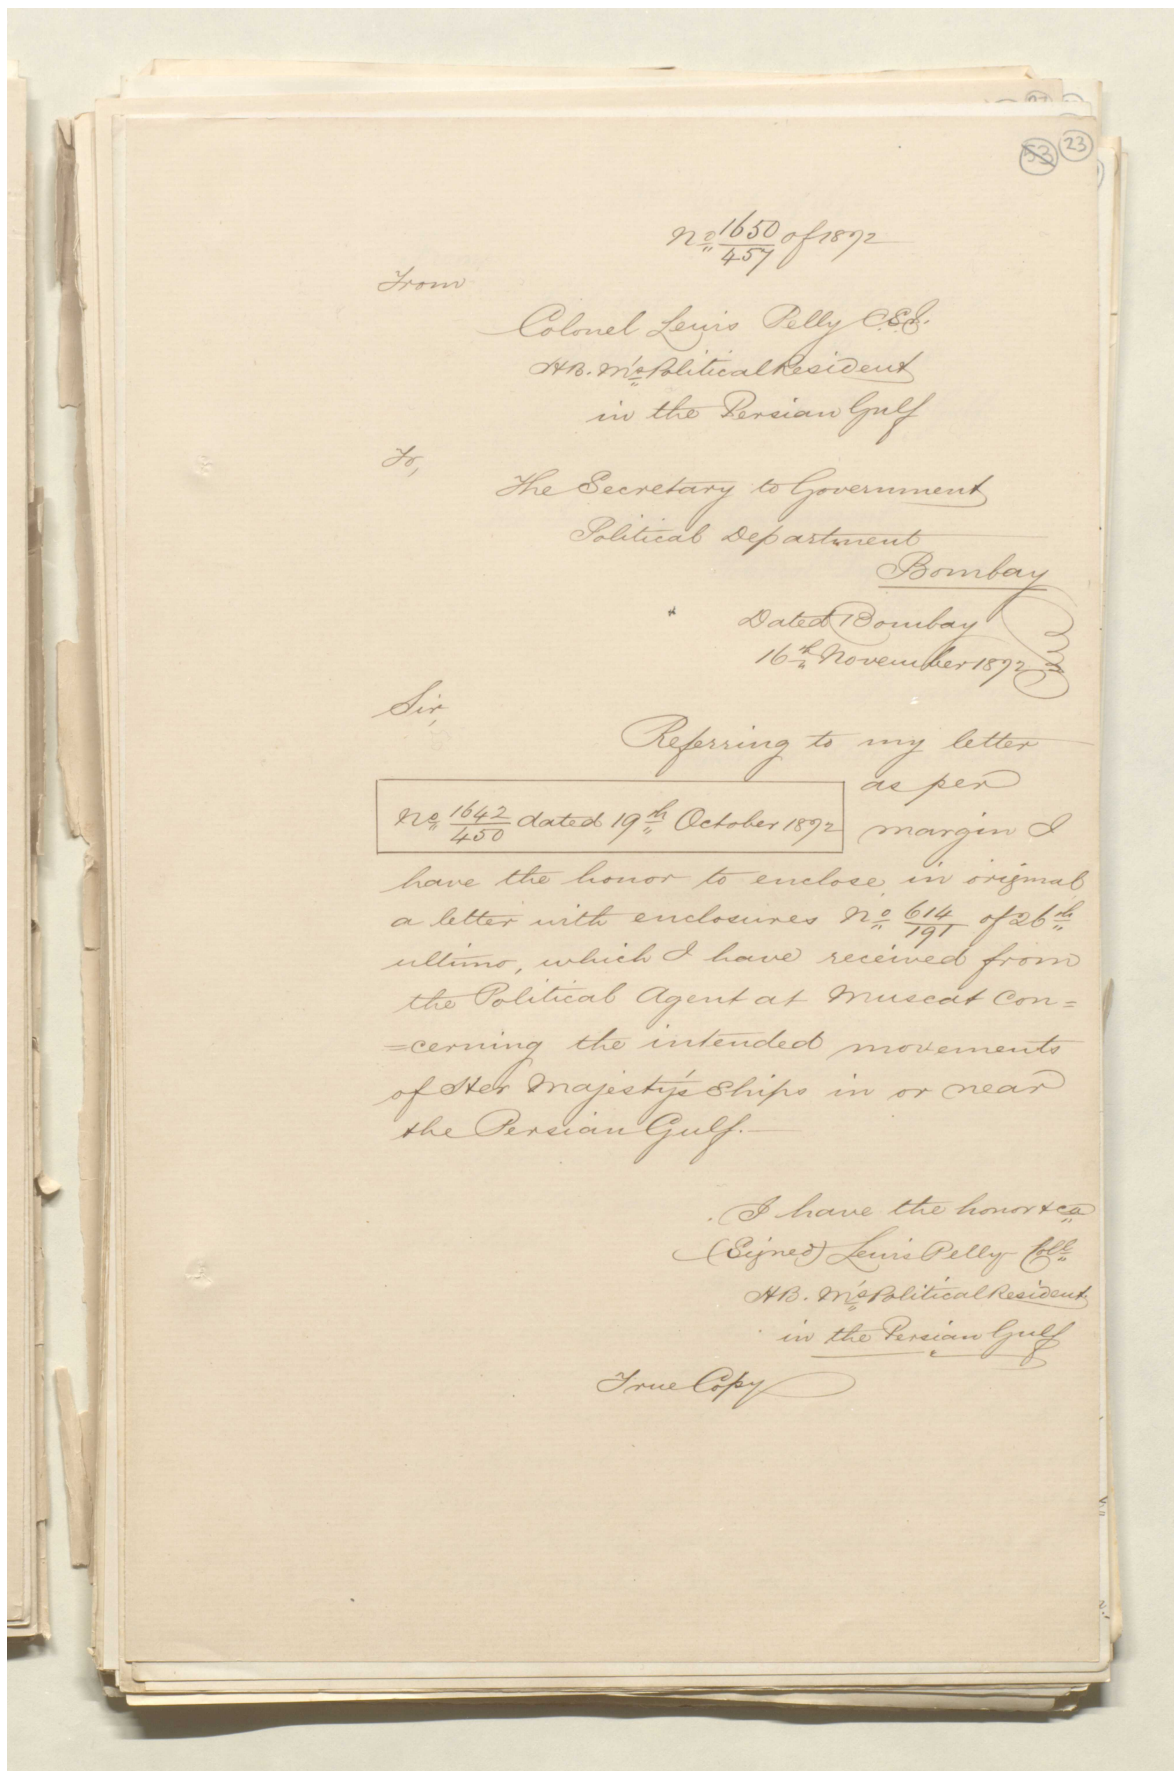 53 23
No 1650/457 of 1872
From
Colonel Lewis Pelly C.S.I.
H.B. M's Political Resident
in the Persian Gulf
To,
The Secretary to Government
Political Department
Bombay
Dated Bombay
16th November 1872
Sir,
Referring to my letter
as per
No 1642/450 dated 19th October 1872
margin I
have the honor to enclose in original
a letter with enclosures No 614/191 of 26th
ultimo, which I have received from
the Political Agent at Muscat con=
=cerning the intended movements
of Her Majesty's Ships in or near
the Persian Gulf.—
I have the honor &ca
(Signed) Lewis Pelly Coll
H.B. M's Political Resident
in the Persian Gulf
True Copy